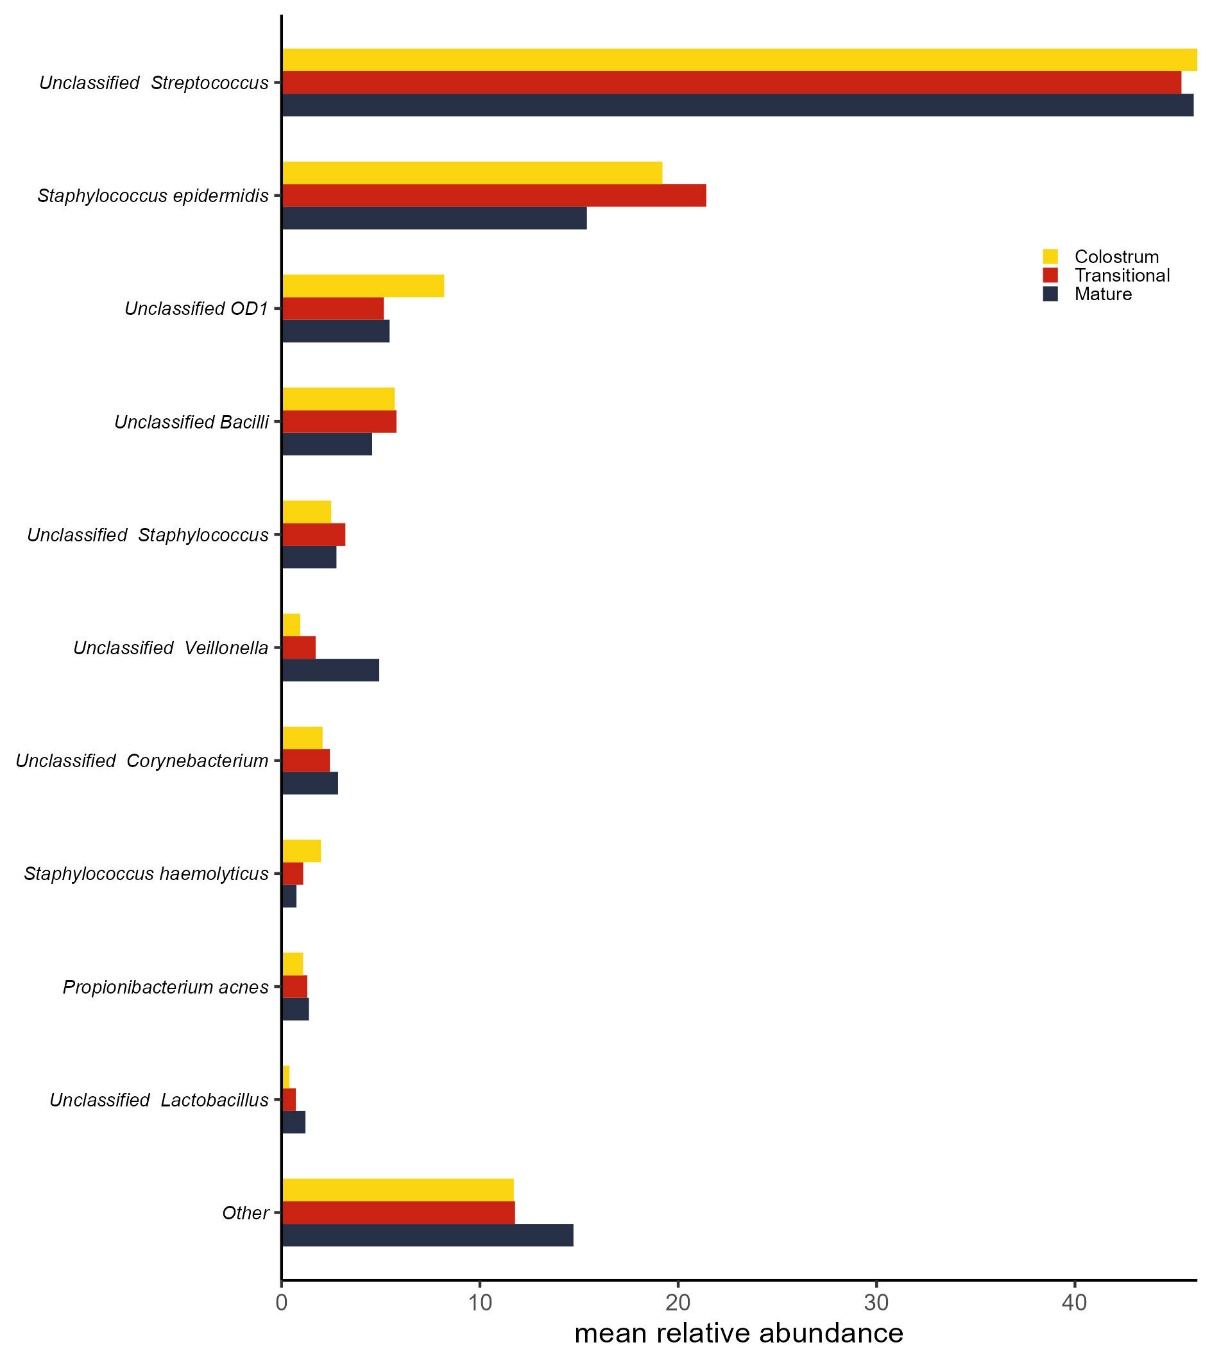 Unclassified  Streptococcus
Staphylococcus epidermidis
Colostrum
Transitional
Mature
Unclassified OD1
Unclassified Bacilli
Unclassified  Staphylococcus
Unclassified  Veillonella
Unclassified  Corynebacterium
Staphylococcus haemolyticus
Propionibacterium acnes
Unclassified  Lactobacillus
Other
0 10 20 30 40
mean relative abundance